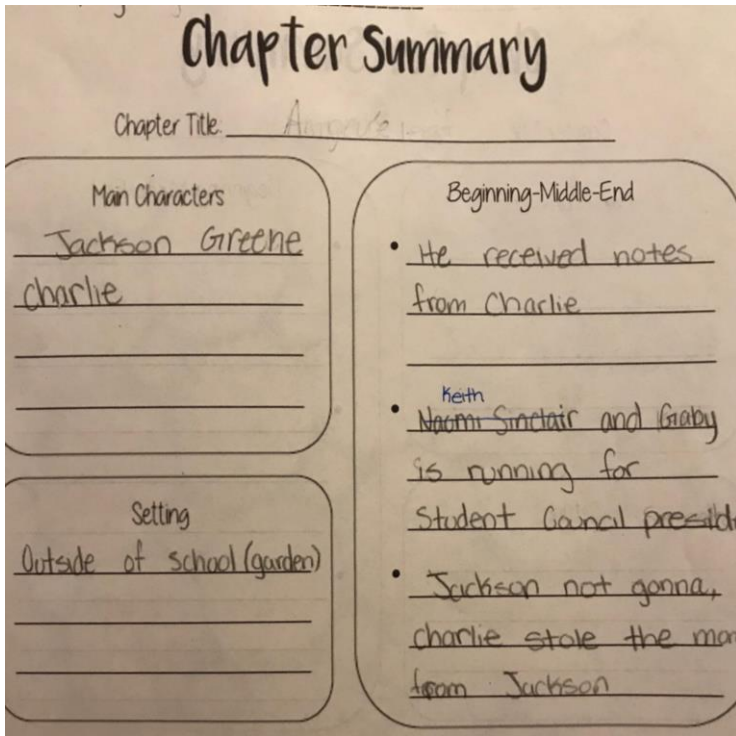 Chapter Summary
Chapter Title
Main Characters
Jackson Greene
Charlie
Setting
Outside of school (garden)
Beginning-Middle-End
• He received notes
from Charlie
Keith
• Naomi Sinclair and Gaby
is running for
Student Council
• Jackson not gonna,
charlie stole the
from Jackson